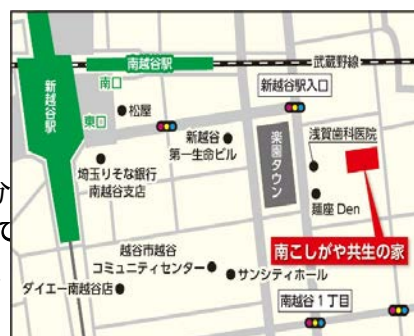 南越谷駅
武蔵野線
南口
新越谷駅入口
新越谷駅
松屋
東口
新越谷
第一生命ビル
楽園タウン
浅賀歯科医院
埼玉りそな銀行
南越谷支店
麺座 Den
南こしがや共生の家
越谷市越谷
コミュニティセンター
サンシティホール
ダイエー南越谷店
南越谷1丁目
て